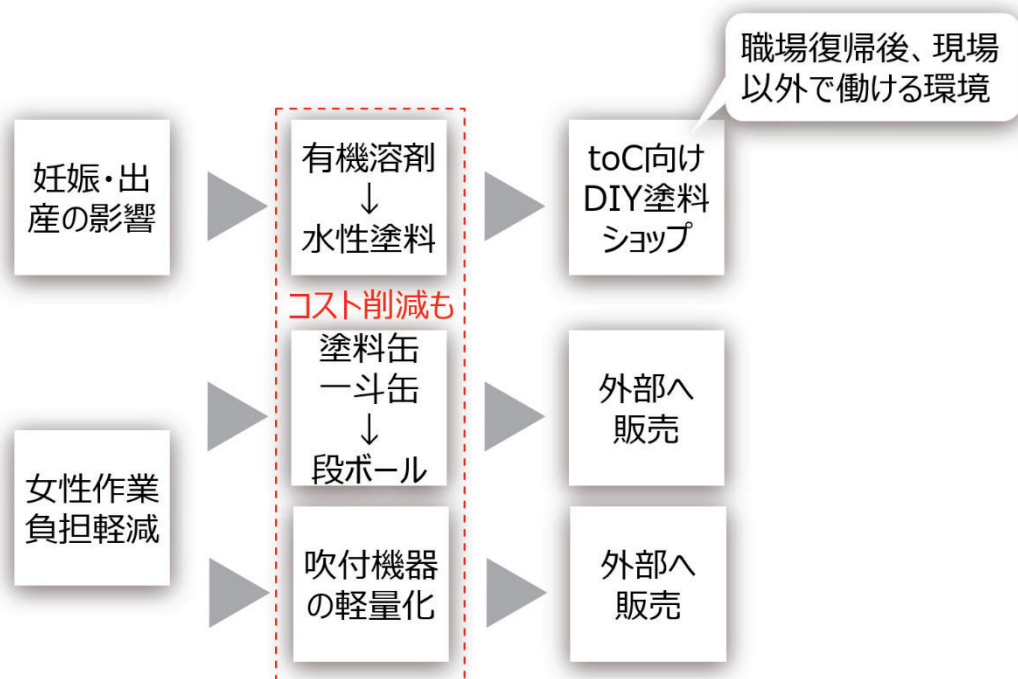 職場復帰後、現場
以外で働ける環境
妊娠・出
産の影響
有機溶剤
↓
水性塗料
toC向け
DIY塗料
ショップ
コスト削減も
塗料缶
一斗缶
↓
段ボール
外部へ
販売
女性作業
負担軽減
吹付機器
の軽量化
外部へ
販売